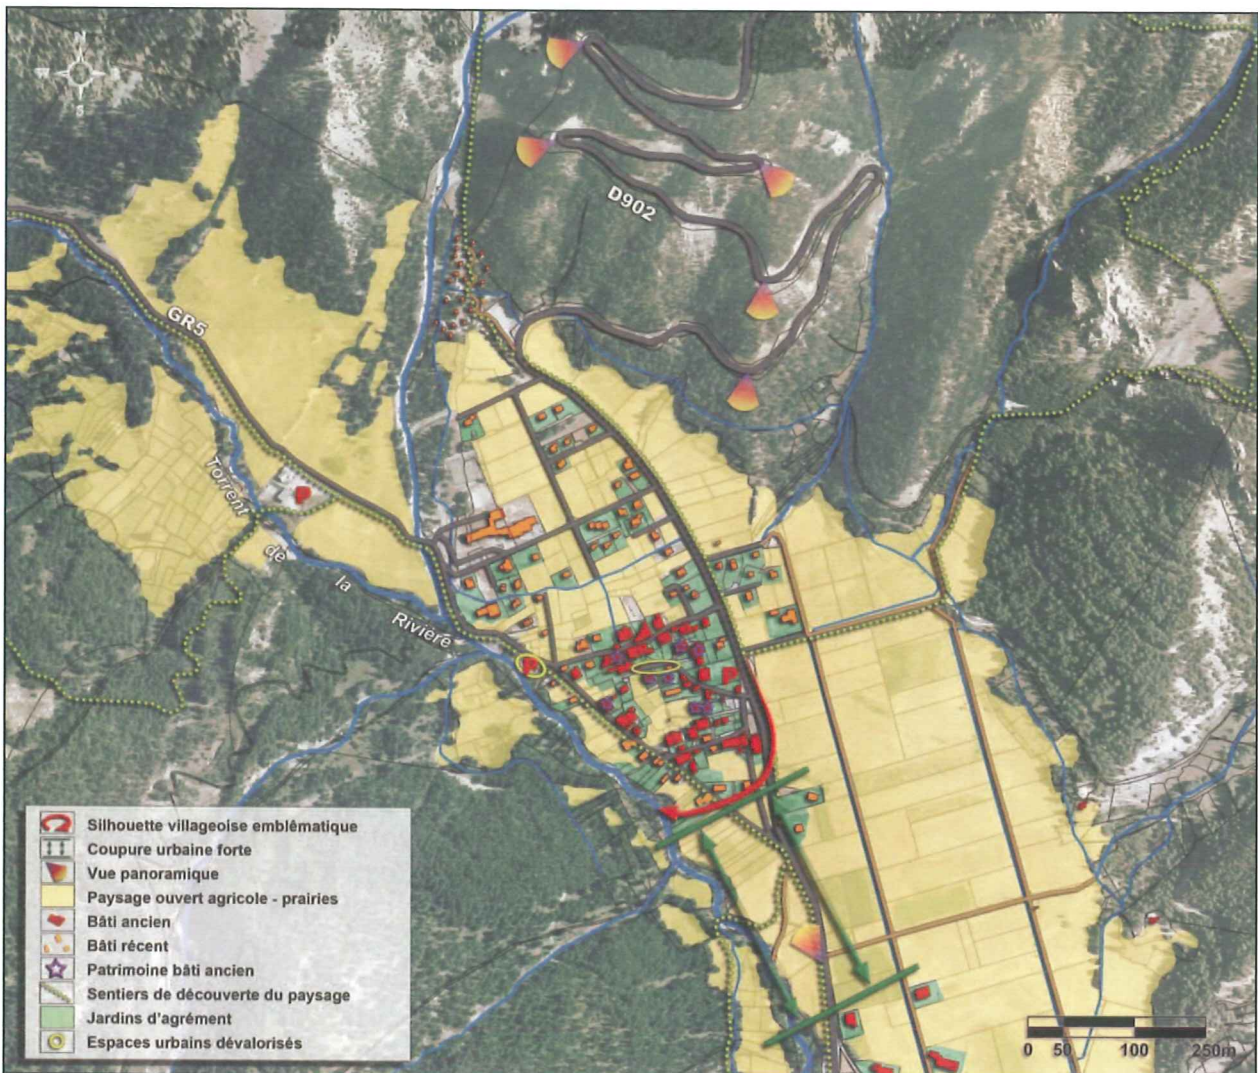 N
W
S
D902
GR5
Torrent
de
la
Rivière
Silhouette villageoise emblématique
Coupure urbaine forte
Vue panoramique
Paysage ouvert agricole - prairies
Bâti ancien
Bâti récent
Patrimoine bâti ancien
Sentiers de découverte du paysage
Jardins d'agrément
Espaces urbains dévalorisés
0 50 100 250m